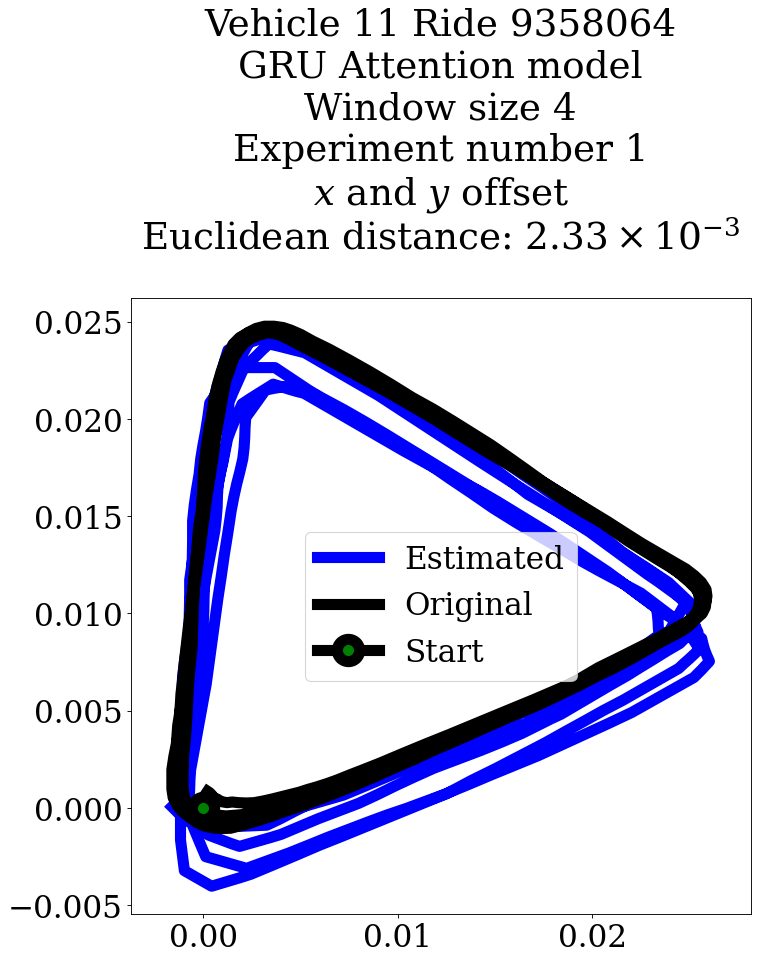 Vehicle 11 Ride 9358064
GRU Attention model
Window size 4
Experiment number 1
x and y offset
Euclidean distance: 2.33 × 10⁻³
0.025
0.020
0.015
0.010
0.005
0.000
−0.005
Estimated
Original
Start
0.00 0.01 0.02